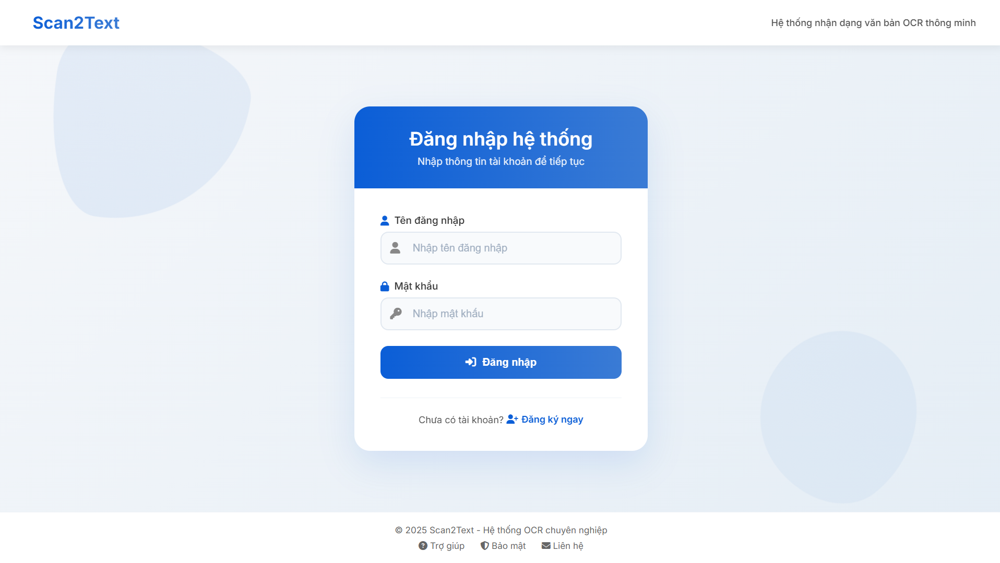 Scan2Text
Hệ thống nhận dạng văn bản OCR thông minh
Đăng nhập hệ thống
Nhập thông tin tài khoản để tiếp tục
Tên đăng nhập
Nhập tên đăng nhập
Mật khẩu
Nhập mật khẩu
Đăng nhập
Chưa có tài khoản? Đăng ký ngay
© 2025 Scan2Text - Hệ thống OCR chuyên nghiệp
Trợ giúp Bảo mật Liên hệ